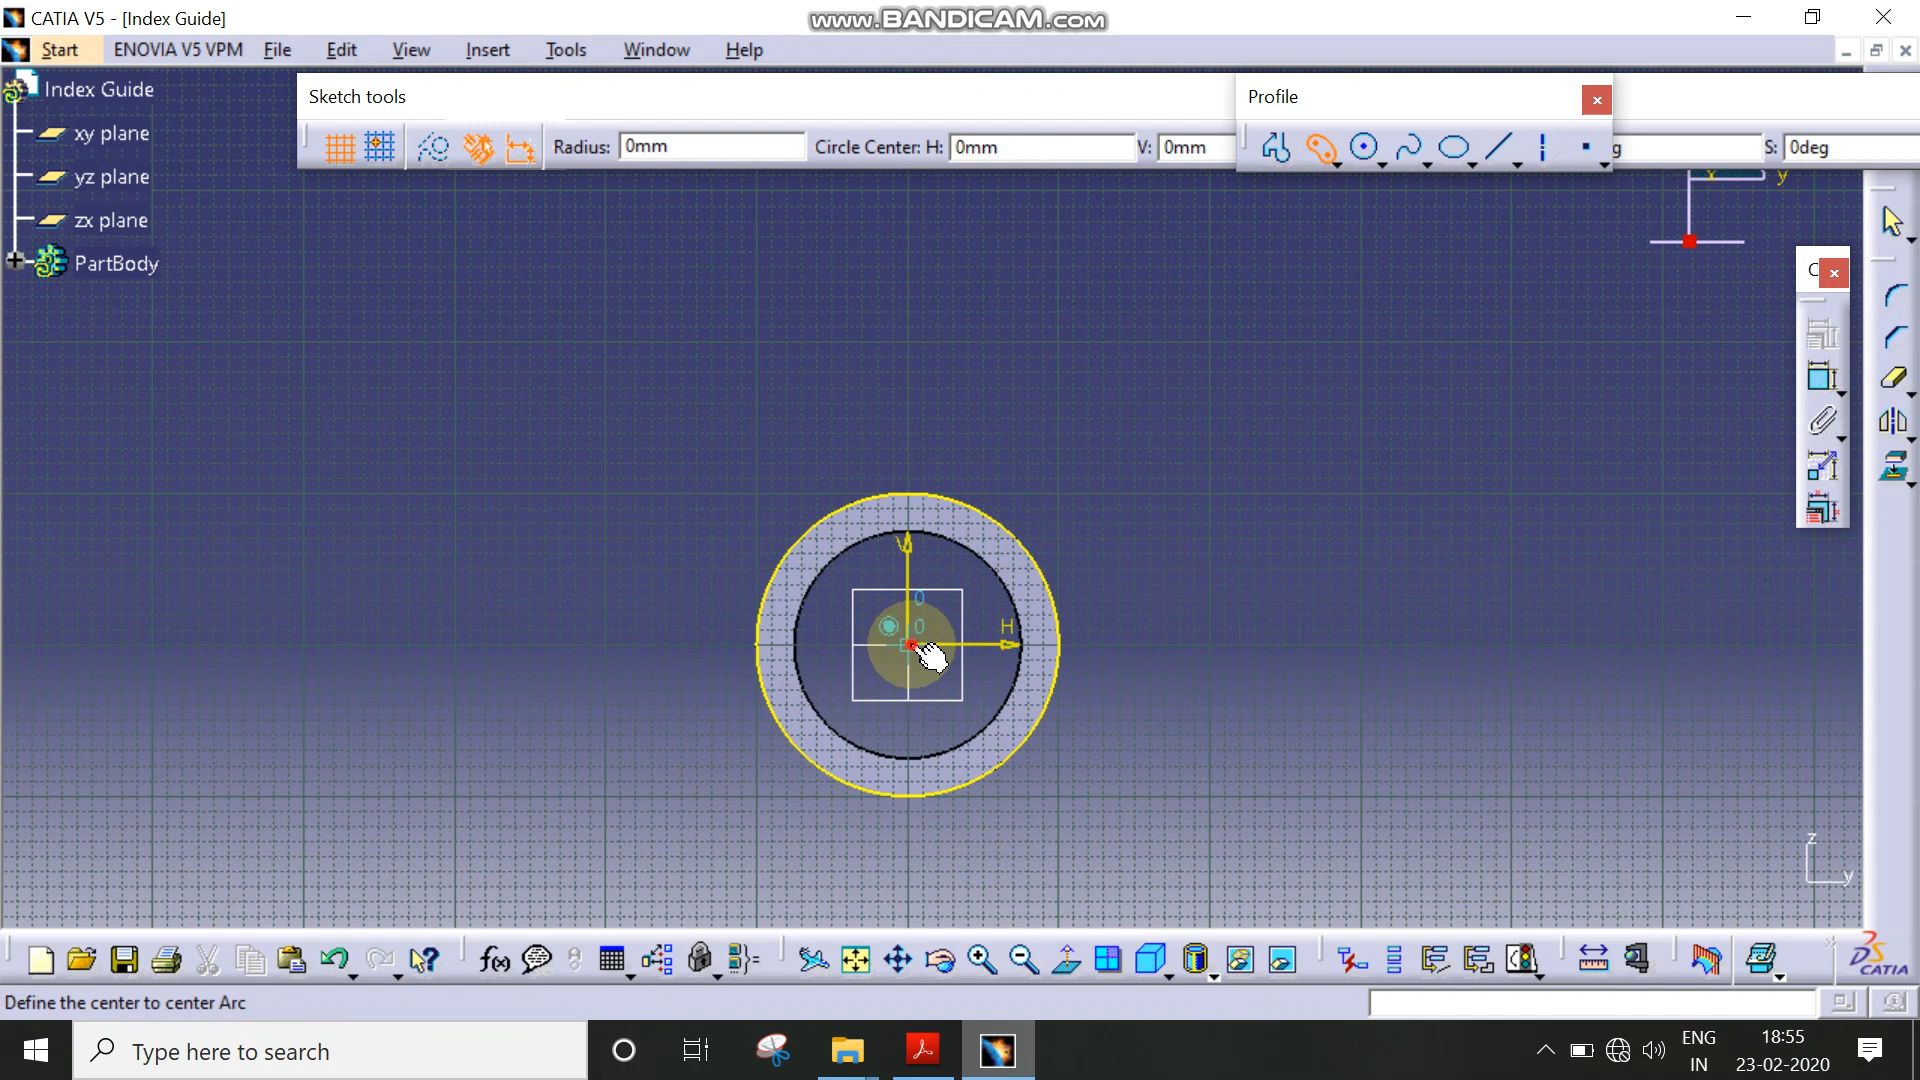 CATIA V5 - [Index Guide]
www.BANDICAM.com
Start ENOVIA V5 VPM File Edit View Insert Tools Window Help
Index Guide
xy plane
yz plane
zx plane
PartBody
Sketch tools
Profile
Radius: 0mm Circle Center: H: 0mm V: 0mm
g S: 0deg
x y
C
V
0
0
H
z
y
f(x)
CATIA
Define the center to center Arc
Type here to search
ENG
IN
18:55
23-02-2020